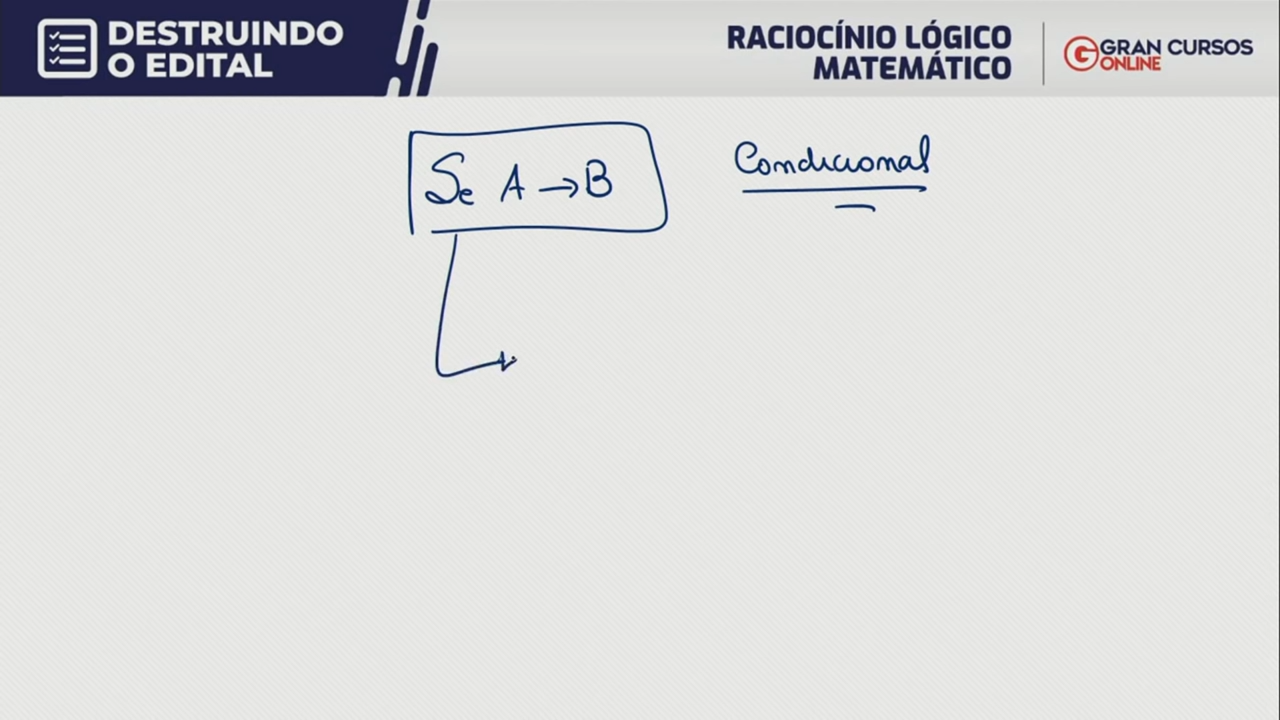 DESTRUINDO
O EDITAL
RACIOCÍNIO LÓGICO
MATEMÁTICO
GRAN CURSOS
ONLINE
Se A → B
Condicional